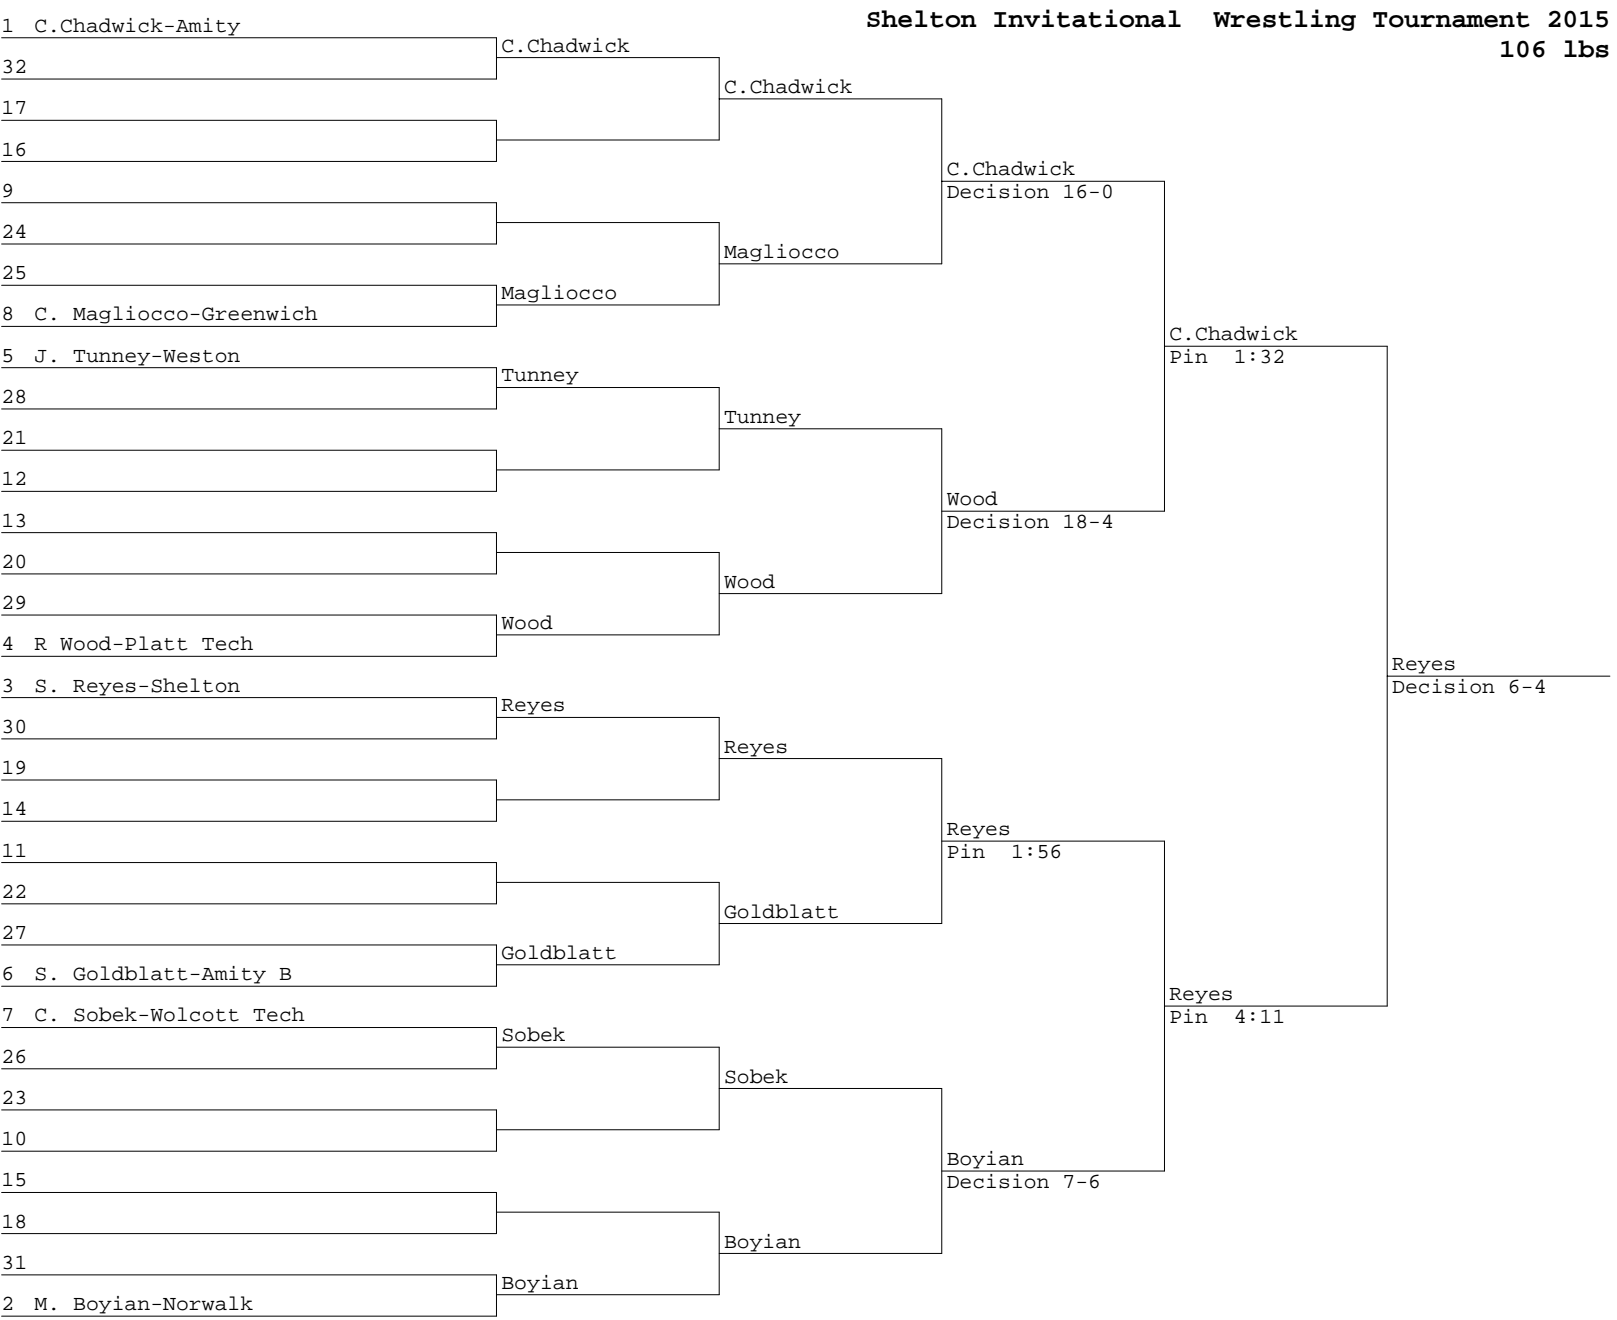 Shelton Invitational  Wrestling Tournament 2015
106 lbs
1 C.Chadwick-Amity
32
17
16
9
24
25
8 C. Magliocco-Greenwich
5 J. Tunney-Weston
28
21
12
13
20
29
4 R Wood-Platt Tech
3 S. Reyes-Shelton
30
19
14
11
22
27
6 S. Goldblatt-Amity B
7 C. Sobek-Wolcott Tech
26
23
10
15
18
31
2 M. Boyian-Norwalk
C.Chadwick
Magliocco
Tunney
Wood
Reyes
Goldblatt
Sobek
Boyian
C.Chadwick
Magliocco
Tunney
Wood
Reyes
Goldblatt
Sobek
Boyian
C.Chadwick
Decision 16-0
Wood
Decision 18-4
Reyes
Pin  1:56
Boyian
Decision 7-6
C.Chadwick
Pin  1:32
Reyes
Pin  4:11
Reyes
Decision 6-4